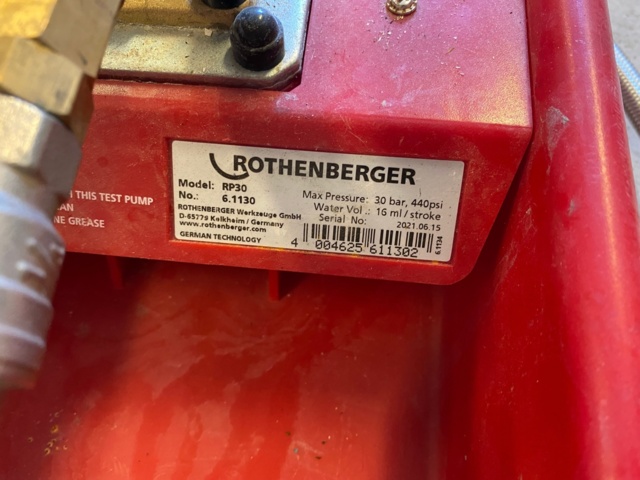 ROTHENBERGER
Model: RP30
No.: 6.1130
ROTHENBERGER Werkzeuge GmbH
D-65779 Kelkheim / Germany
www.rothenberger.com
GERMAN TECHNOLOGY
Max Pressure: 30 bar, 440psi
Water Vol.: 16 ml / stroke
Serial No:
2021.06.15
4 004625 611302
6.1134
THIS TEST PUMP
GREASE